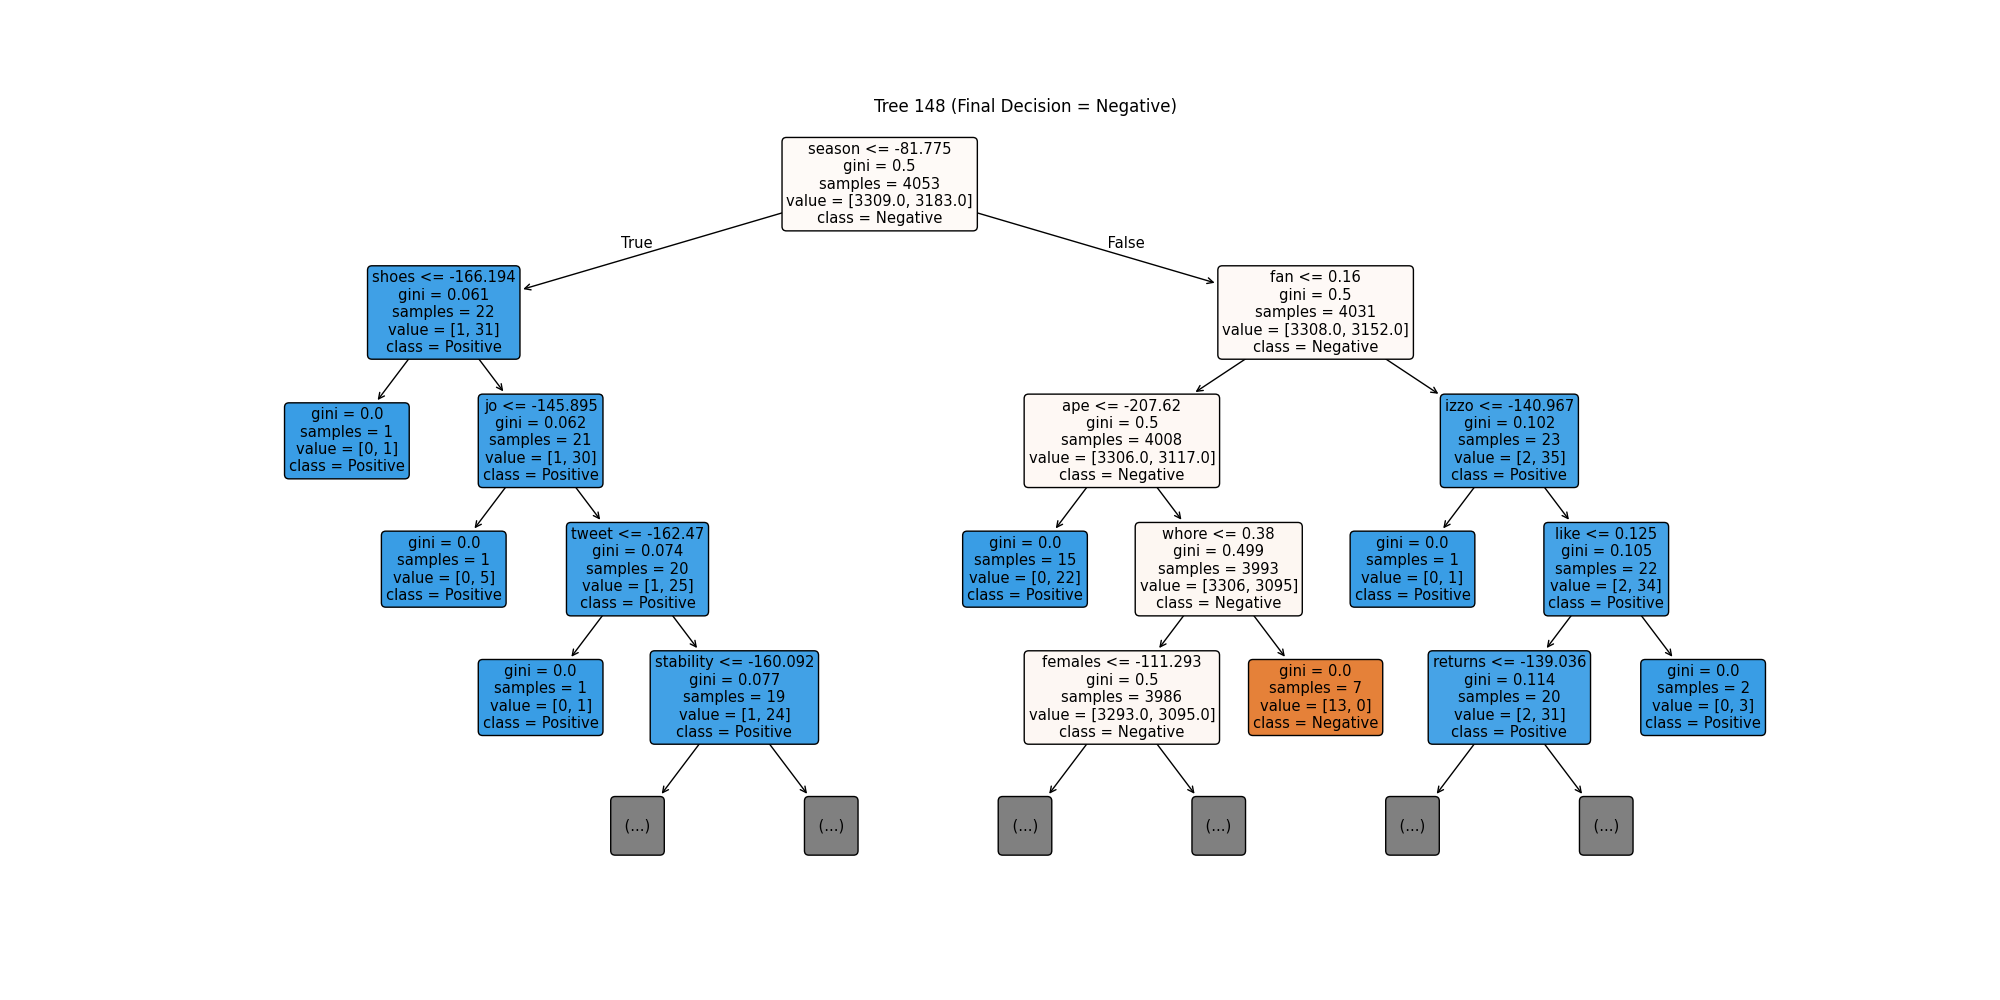 Tree 148 (Final Decision = Negative)
season <= -81.775
gini = 0.5
samples = 4053
value = [3309.0, 3183.0]
class = Negative
True
False
shoes <= -166.194
gini = 0.061
samples = 22
value = [1, 31]
class = Positive
fan <= 0.16
gini = 0.5
samples = 4031
value = [3308.0, 3152.0]
class = Negative
gini = 0.0
samples = 1
value = [0, 1]
class = Positive
jo <= -145.895
gini = 0.062
samples = 21
value = [1, 30]
class = Positive
ape <= -207.62
gini = 0.5
samples = 4008
value = [3306.0, 3117.0]
class = Negative
izzo <= -140.967
gini = 0.102
samples = 23
value = [2, 35]
class = Positive
gini = 0.0
samples = 1
value = [0, 5]
class = Positive
tweet <= -162.47
gini = 0.074
samples = 20
value = [1, 25]
class = Positive
gini = 0.0
samples = 15
value = [0, 22]
class = Positive
whore <= 0.38
gini = 0.499
samples = 3993
value = [3306, 3095]
class = Negative
gini = 0.0
samples = 1
value = [0, 1]
class = Positive
like <= 0.125
gini = 0.105
samples = 22
value = [2, 34]
class = Positive
gini = 0.0
samples = 1
value = [0, 1]
class = Positive
stability <= -160.092
gini = 0.077
samples = 19
value = [1, 24]
class = Positive
females <= -111.293
gini = 0.5
samples = 3986
value = [3293.0, 3095.0]
class = Negative
gini = 0.0
samples = 7
value = [13, 0]
class = Negative
returns <= -139.036
gini = 0.114
samples = 20
value = [2, 31]
class = Positive
gini = 0.0
samples = 2
value = [0, 3]
class = Positive
(...)
(...)
(...)
(...)
(...)
(...)